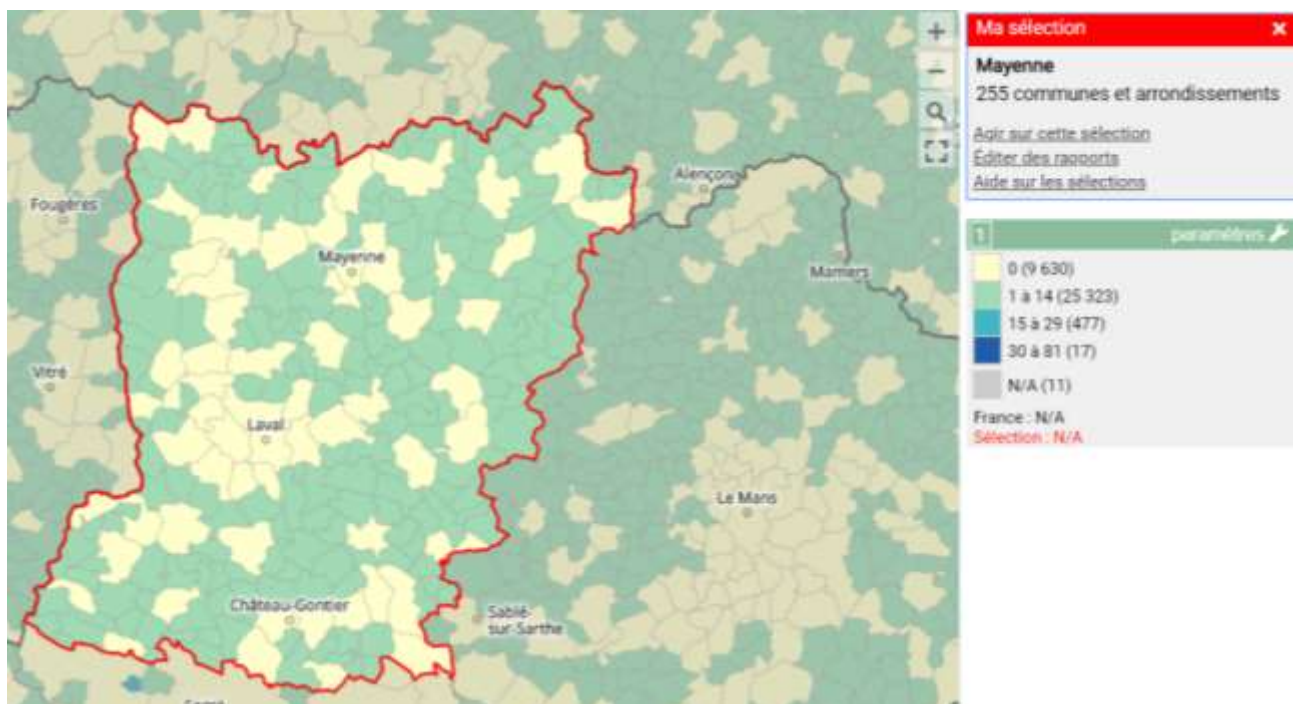 +
−
Alençon
Fougères
Mayenne
Mamers
Vitré
Laval
Le Mans
Château-Gontier
Sablé-
sur-Sarthe
Ma sélection ×
Mayenne
255 communes et arrondissements
Agir sur cette sélection
Éditer des rapports
Aide sur les sélections
1 paramètres
0 (9 630)
1 à 14 (25 323)
15 à 29 (477)
30 à 81 (17)
N/A (11)
France : N/A
Sélection : N/A